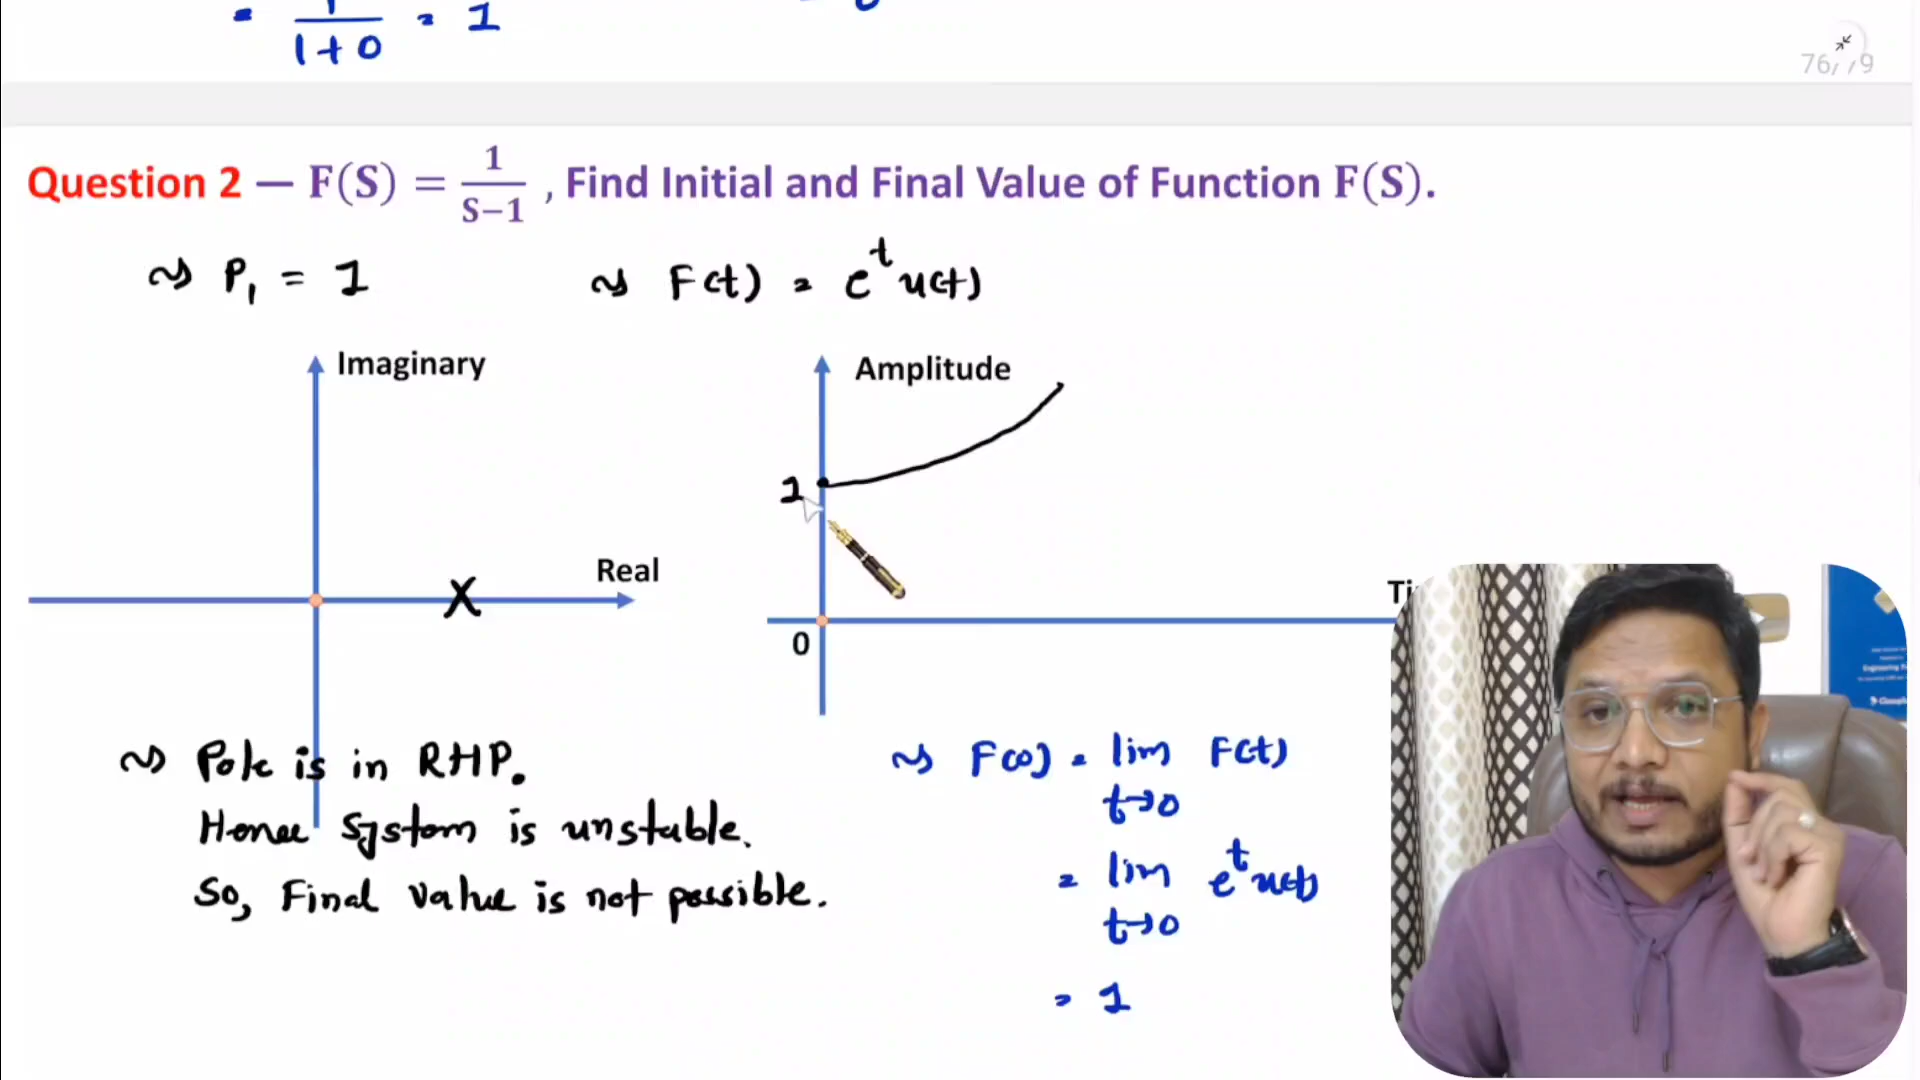 = 1/(1+0) = 1
76/79
Question 2 — F(S) = 1/(S−1) , Find Initial and Final Value of Function F(S).
P₁ = 1
F(t) = e^t u(t)
Imaginary
Amplitude
1
Real
0
Pole is in RHP.
Hence system is unstable.
So, Final value is not possible.
F(0) = lim F(t)
t→0
= lim e^t u(t)
t→0
= 1